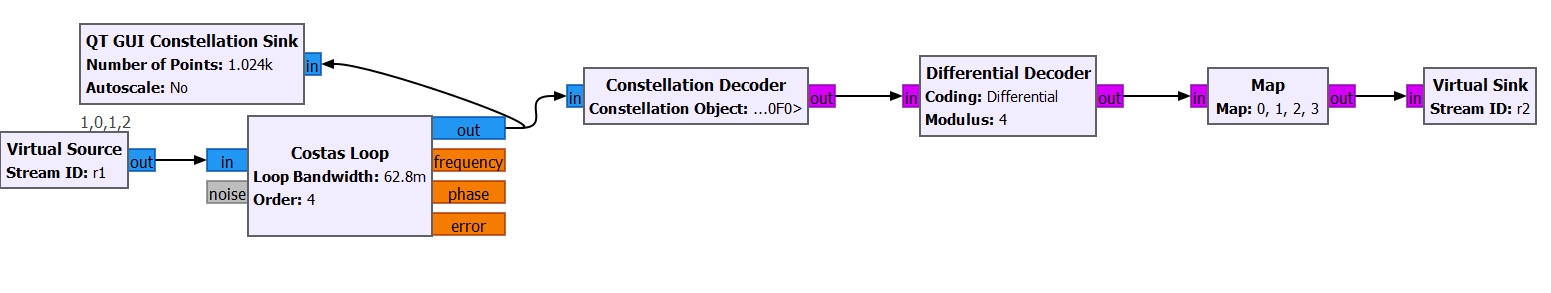 QT GUI Constellation Sink
Number of Points: 1.024k
Autoscale: No
in
1,0,1,2
Virtual Source
Stream ID: r1
out
in
noise
Costas Loop
Loop Bandwidth: 62.8m
Order: 4
out
frequency
phase
error
in
Constellation Decoder
Constellation Object: ...0F0>
out
in
Differential Decoder
Coding: Differential
Modulus: 4
out
in
Map
Map: 0, 1, 2, 3
out
in
Virtual Sink
Stream ID: r2